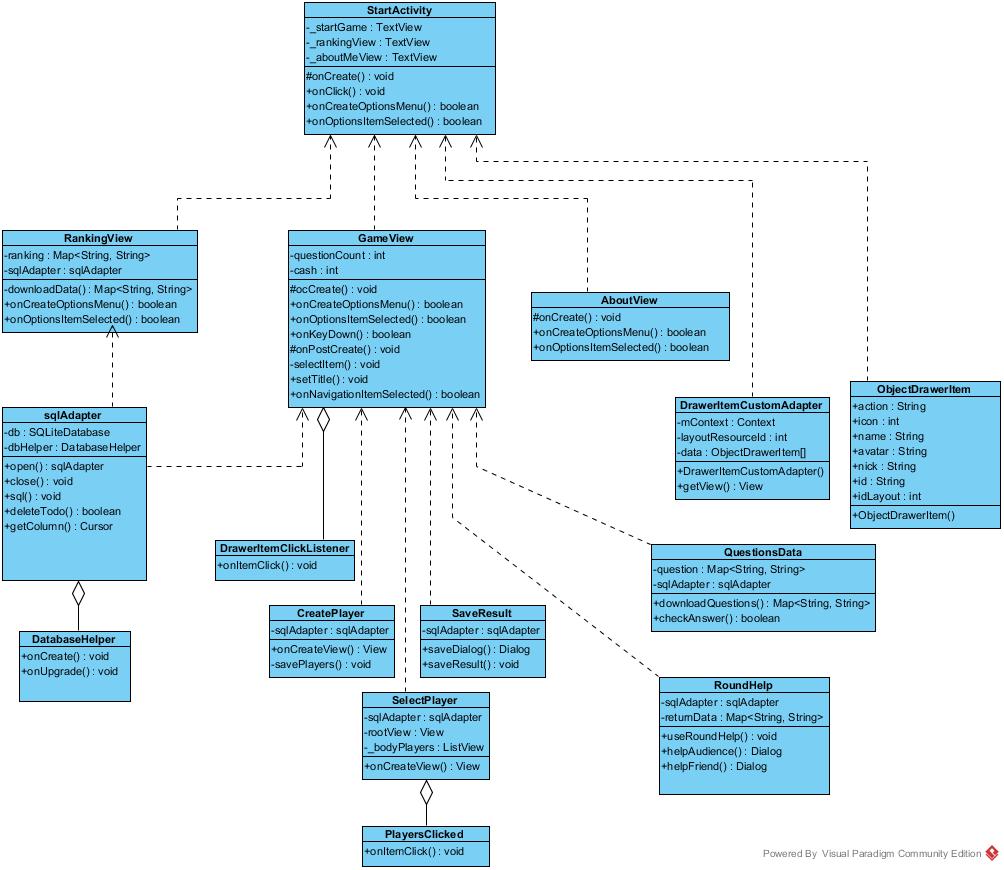 StartActivity
-_startGame : TextView
-_rankingView : TextView
-_aboutMeView : TextView
#onCreate() : void
+onClick() : void
+onCreateOptionsMenu() : boolean
+onOptionsItemSelected() : boolean
RankingView
-ranking : Map<String, String>
-sqlAdapter : sqlAdapter
-downloadData() : Map<String, String>
+onCreateOptionsMenu() : boolean
+onOptionsItemSelected() : boolean
GameView
-questionCount : int
-cash : int
#ocCreate() : void
+onCreateOptionsMenu() : boolean
+onOptionsItemSelected() : boolean
+onKeyDown() : boolean
#onPostCreate() : void
-selectItem() : void
+setTitle() : void
+onNavigationItemSelected() : boolean
AboutView
#onCreate() : void
+onCreateOptionsMenu() : boolean
+onOptionsItemSelected() : boolean
DrawerItemCustomAdapter
-mContext : Context
-layoutResourceId : int
-data : ObjectDrawerItem[]
+DrawerItemCustomAdapter()
+getView() : View
ObjectDrawerItem
+action : String
+icon : int
+name : String
+avatar : String
+nick : String
+id : String
+idLayout : int
+ObjectDrawerItem()
sqlAdapter
-db : SQLiteDatabase
-dbHelper : DatabaseHelper
+open() : sqlAdapter
+close() : void
+sql() : void
+deleteTodo() : boolean
+getColumn() : Cursor
DrawerItemClickListener
+onItemClick() : void
QuestionsData
-question : Map<String, String>
-sqlAdapter : sqlAdapter
+downloadQuestions() : Map<String, String>
+checkAnswer() : boolean
DatabaseHelper
+onCreate() : void
+onUpgrade() : void
CreatePlayer
-sqlAdapter : sqlAdapter
+onCreateView() : View
-savePlayers() : void
SaveResult
-sqlAdapter : sqlAdapter
+saveDialog() : Dialog
+saveResult() : void
SelectPlayer
-sqlAdapter : sqlAdapter
-rootView : View
-_bodyPlayers : ListView
+onCreateView() : View
RoundHelp
-sqlAdapter : sqlAdapter
-returnData : Map<String, String>
+useRoundHelp() : void
+helpAudience() : Dialog
+helpFriend() : Dialog
PlayersClicked
+onItemClick() : void
Powered By Visual Paradigm Community Edition